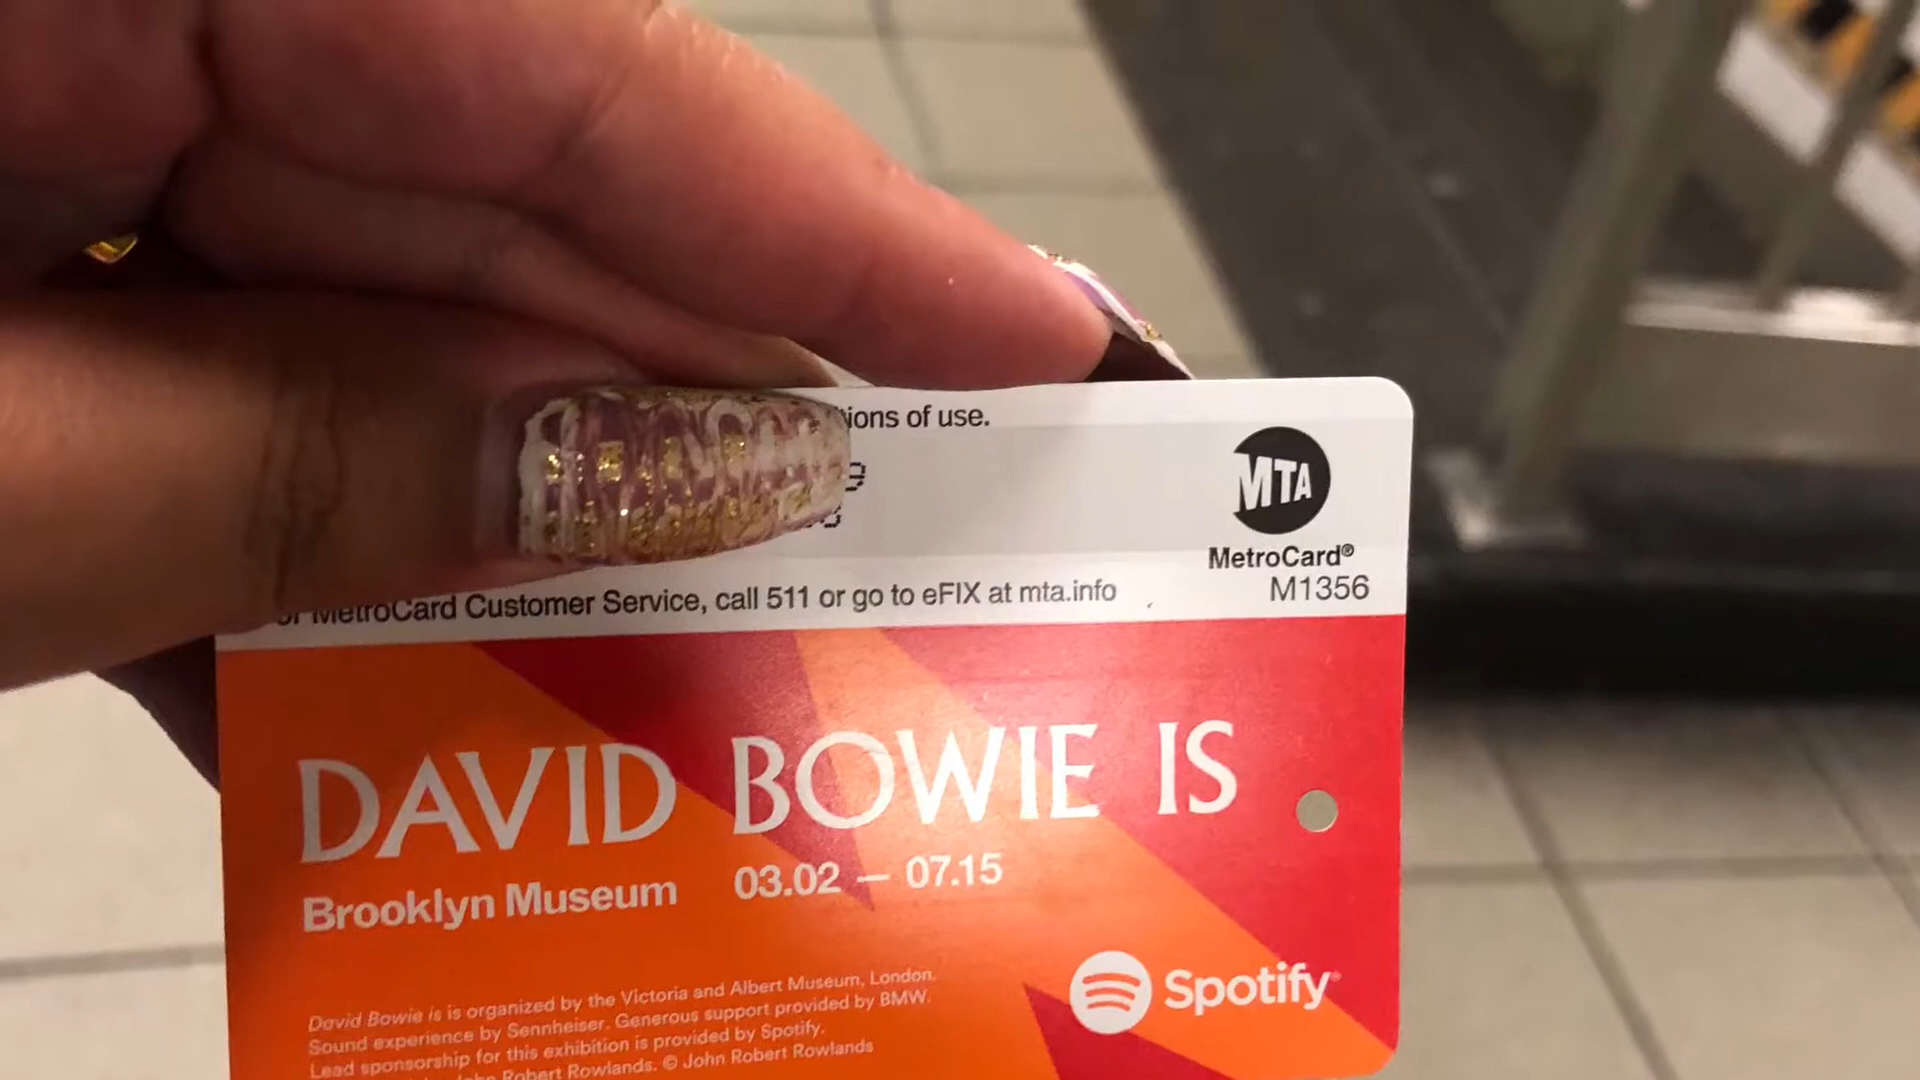 ions of use.
MTA
MetroCard®
M1356
or MetroCard Customer Service, call 511 or go to eFIX at mta.info
DAVID BOWIE IS
Brooklyn Museum 03.02 – 07.15
Spotify
David Bowie is is organized by the Victoria and Albert Museum, London.
Sound experience by Sennheiser. Generous support provided by BMW.
Lead sponsorship for this exhibition is provided by Spotify.
Robert Rowlands. © John Robert Rowlands